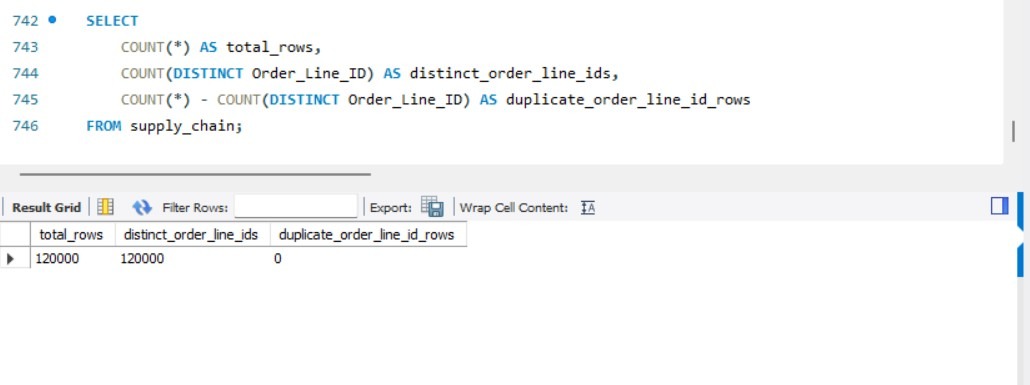 742 SELECT
743 COUNT(*) AS total_rows,
744 COUNT(DISTINCT Order_Line_ID) AS distinct_order_line_ids,
745 COUNT(*) - COUNT(DISTINCT Order_Line_ID) AS duplicate_order_line_id_rows
746 FROM supply_chain;
Result Grid Filter Rows: Export: Wrap Cell Content:
total_rows distinct_order_line_ids duplicate_order_line_id_rows
120000 120000 0